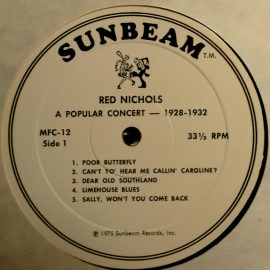 SUNBEAM T.M.
RED NICHOLS
A POPULAR CONCERT — 1928-1932
MFC-12
Side 1
33⅓ RPM
1. POOR BUTTERFLY
2. CAN'T YO' HEAR ME CALLIN' CAROLINE?
3. DEAR OLD SOUTHLAND
4. LIMEHOUSE BLUES
5. SALLY, WON'T YOU COME BACK
℗ 1975 Sunbeam Records, Inc.